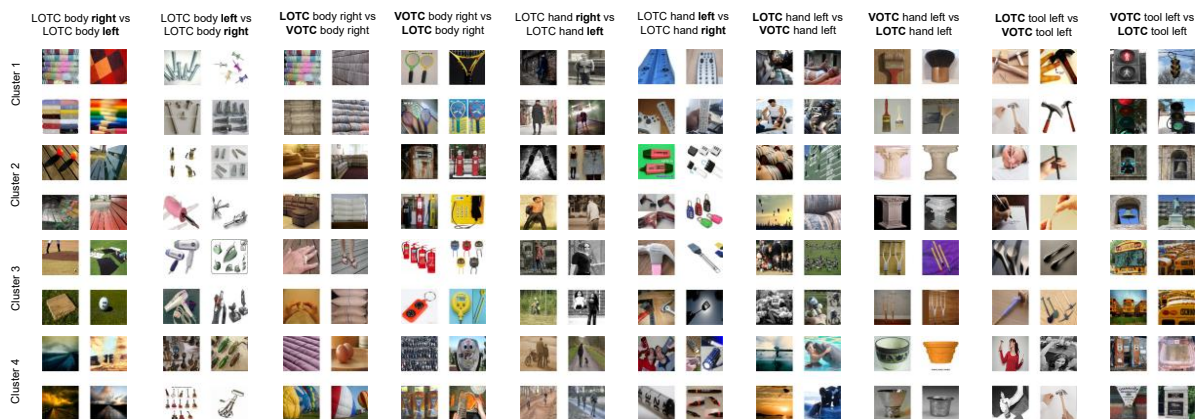 LOTC body right vs
LOTC body left
LOTC body left vs
LOTC body right
LOTC body right vs
VOTC body right
VOTC body right vs
LOTC body right
LOTC hand right vs
LOTC hand left
LOTC hand left vs
LOTC hand right
LOTC hand left vs
VOTC hand left
VOTC hand left vs
LOTC hand left
LOTC tool left vs
VOTC tool left
VOTC tool left vs
LOTC tool left
Cluster 1
Cluster 2
Cluster 3
Cluster 4